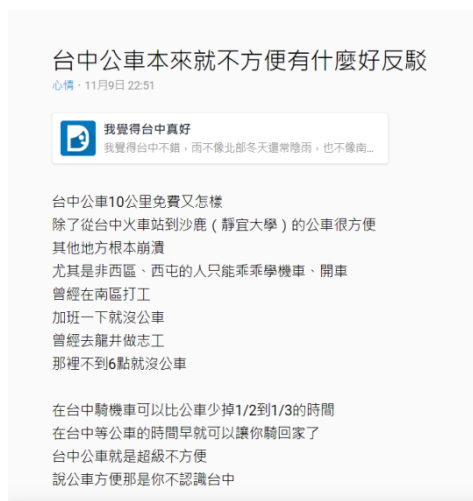 台中公車本來就不方便有什麼好反駁
心情 · 11月9日 22:51
我覺得台中真好
我覺得台中不錯，雨不像北部冬天還常陰雨，也不像南...
台中公車10公里免費又怎樣
除了從台中火車站到沙鹿（靜宜大學）的公車很方便
其他地方根本崩潰
尤其是非西區、西屯的人只能乖乖學機車、開車
曾經在南區打工
加班一下就沒公車
曾經去龍井做志工
那裡不到6點就沒公車
在台中騎機車可以比公車少掉1/2到1/3的時間
在台中等公車的時間早就可以讓你騎回家了
台中公車就是超級不方便
說公車方便那是你不認識台中